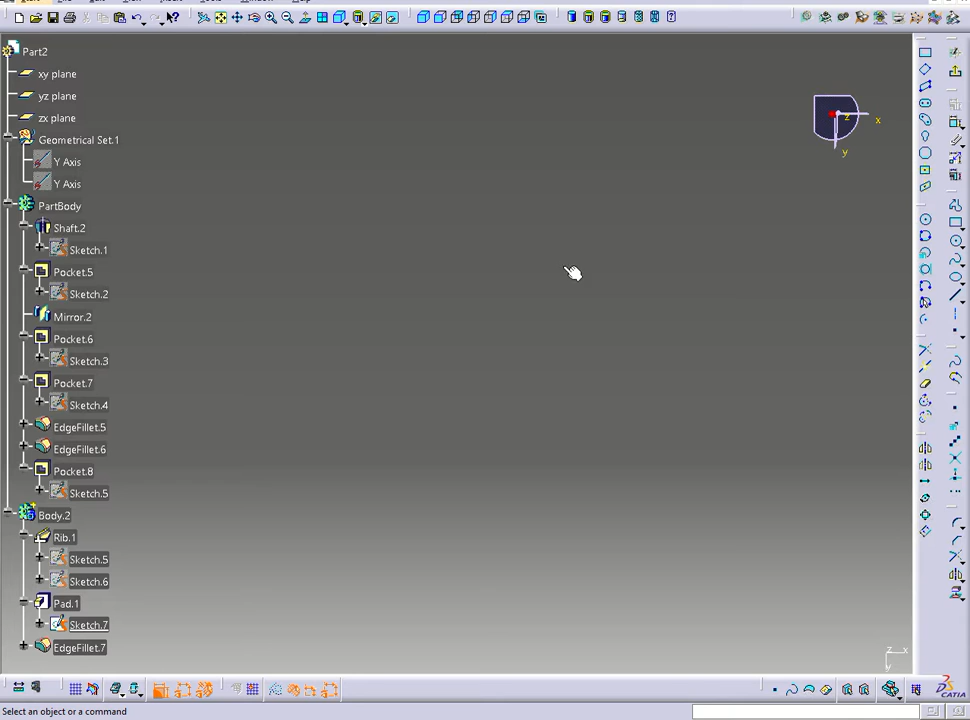 Part2
xy plane
yz plane
zx plane
Geometrical Set.1
Y Axis
Y Axis
PartBody
Shaft.2
Sketch.1
Pocket.5
Sketch.2
Mirror.2
Pocket.6
Sketch.3
Pocket.7
Sketch.4
EdgeFillet.5
EdgeFillet.6
Pocket.8
Sketch.5
Body.2
Rib.1
Sketch.5
Sketch.6
Pad.1
Sketch.7
EdgeFillet.7
z
x
y
z x
y
CATIA
Select an object or a command